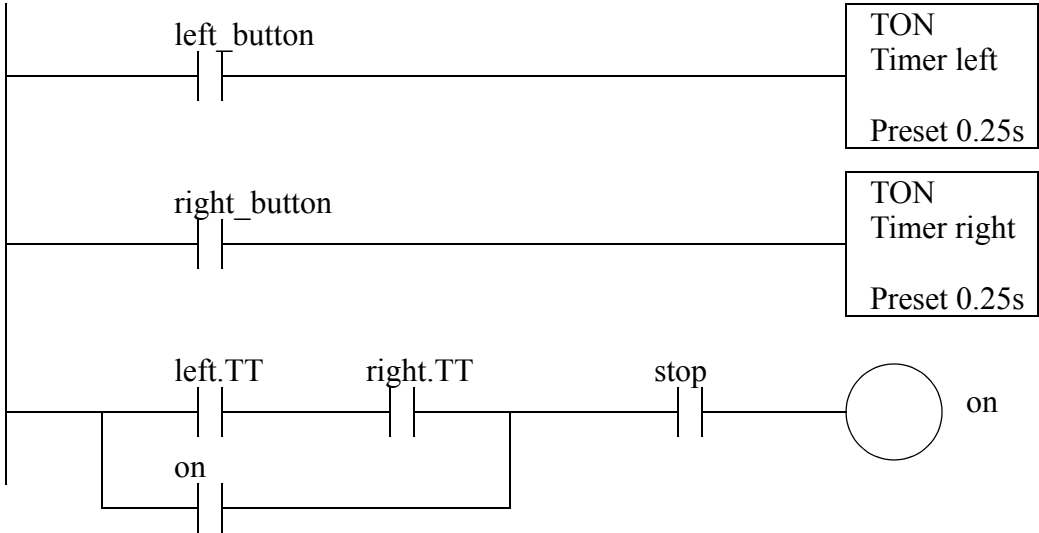 left_button
TON
Timer left
Preset 0.25s
right_button
TON
Timer right
Preset 0.25s
left.TT
right.TT
stop
on
on